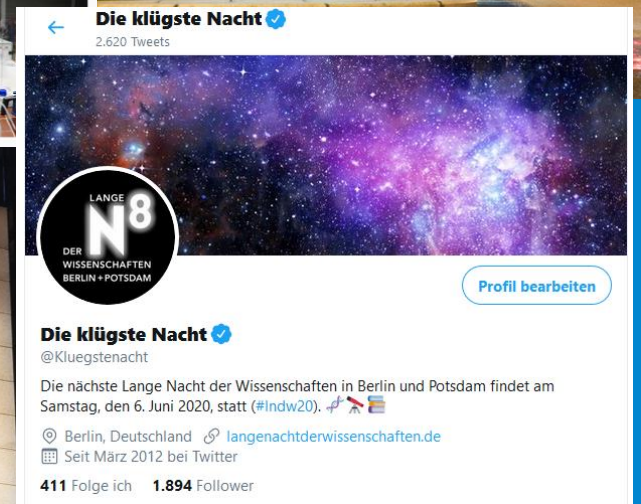 Die klügste Nacht
2.620 Tweets
LANGE
N8
DER
WISSENSCHAFTEN
BERLIN+POTSDAM
Profil bearbeiten
Die klügste Nacht
@Kluegstenacht
Die nächste Lange Nacht der Wissenschaften in Berlin und Potsdam findet am
Samstag, den 6. Juni 2020, statt (#lndw20). 🧬🔭📚
Berlin, Deutschland langenachtderwissenschaften.de
Seit März 2012 bei Twitter
411 Folge ich 1.894 Follower